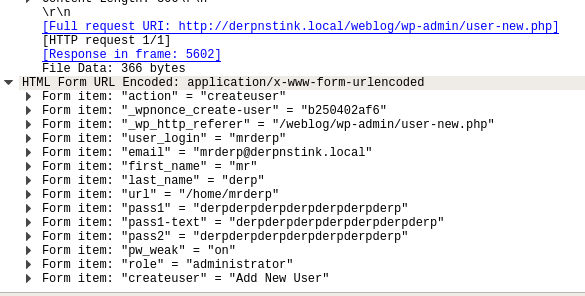 \r\n
[Full request URI: http://derpnstink.local/weblog/wp-admin/user-new.php]
[HTTP request 1/1]
[Response in frame: 5602]
File Data: 366 bytes
HTML Form URL Encoded: application/x-www-form-urlencoded
Form item: "action" = "createuser"
Form item: "_wpnonce_create-user" = "b250402af6"
Form item: "_wp_http_referer" = "/weblog/wp-admin/user-new.php"
Form item: "user_login" = "mrderp"
Form item: "email" = "mrderp@derpnstink.local"
Form item: "first_name" = "mr"
Form item: "last_name" = "derp"
Form item: "url" = "/home/mrderp"
Form item: "pass1" = "derpderpderpderpderpderpderp"
Form item: "pass1-text" = "derpderpderpderpderpderpderp"
Form item: "pass2" = "derpderpderpderpderpderpderp"
Form item: "pw_weak" = "on"
Form item: "role" = "administrator"
Form item: "createuser" = "Add New User"